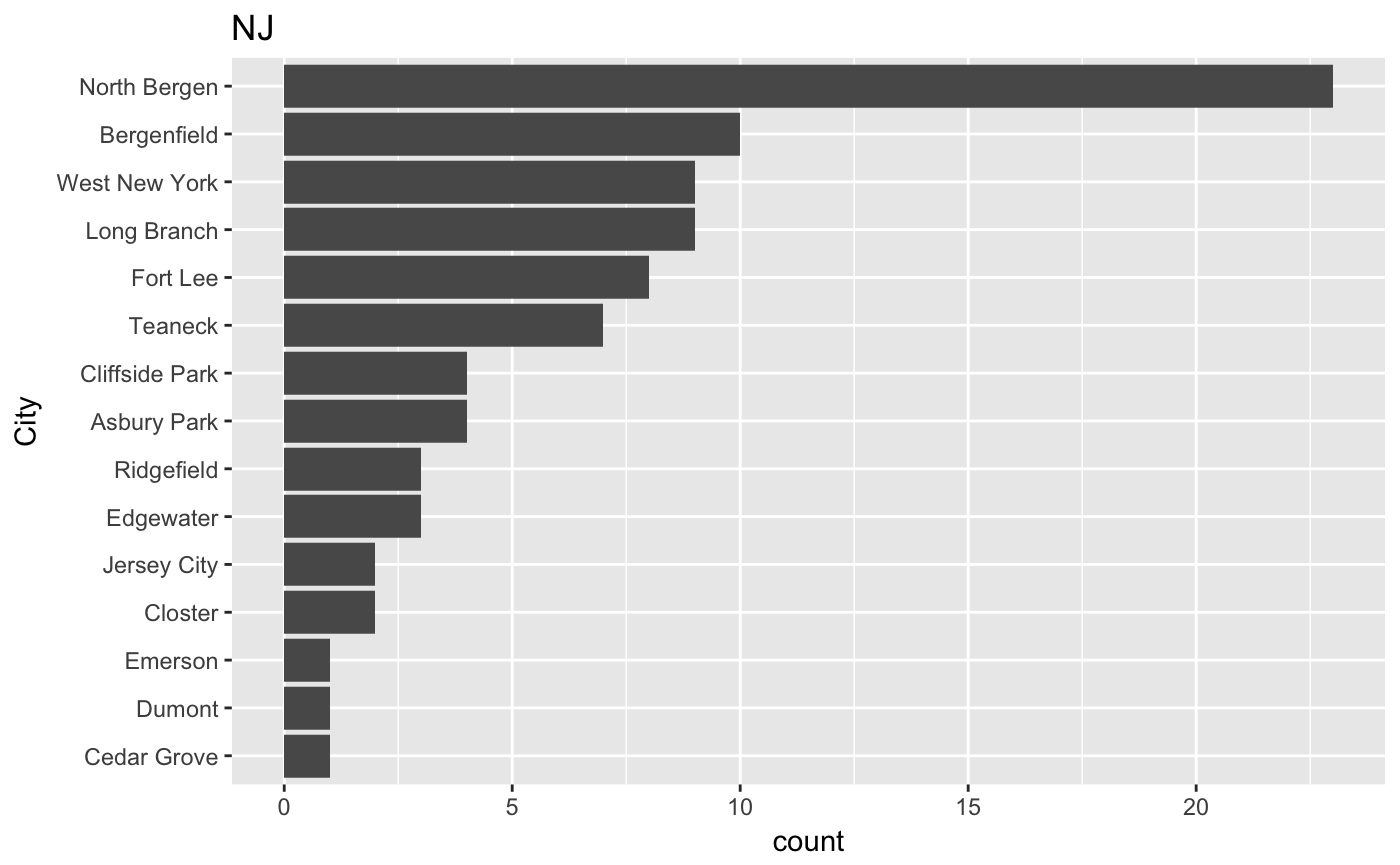 NJ
North Bergen
Bergenfield
West New York
Long Branch
Fort Lee
Teaneck
Cliffside Park
Asbury Park
Ridgefield
Edgewater
Jersey City
Closter
Emerson
Dumont
Cedar Grove
City
0 5 10 15 20
count